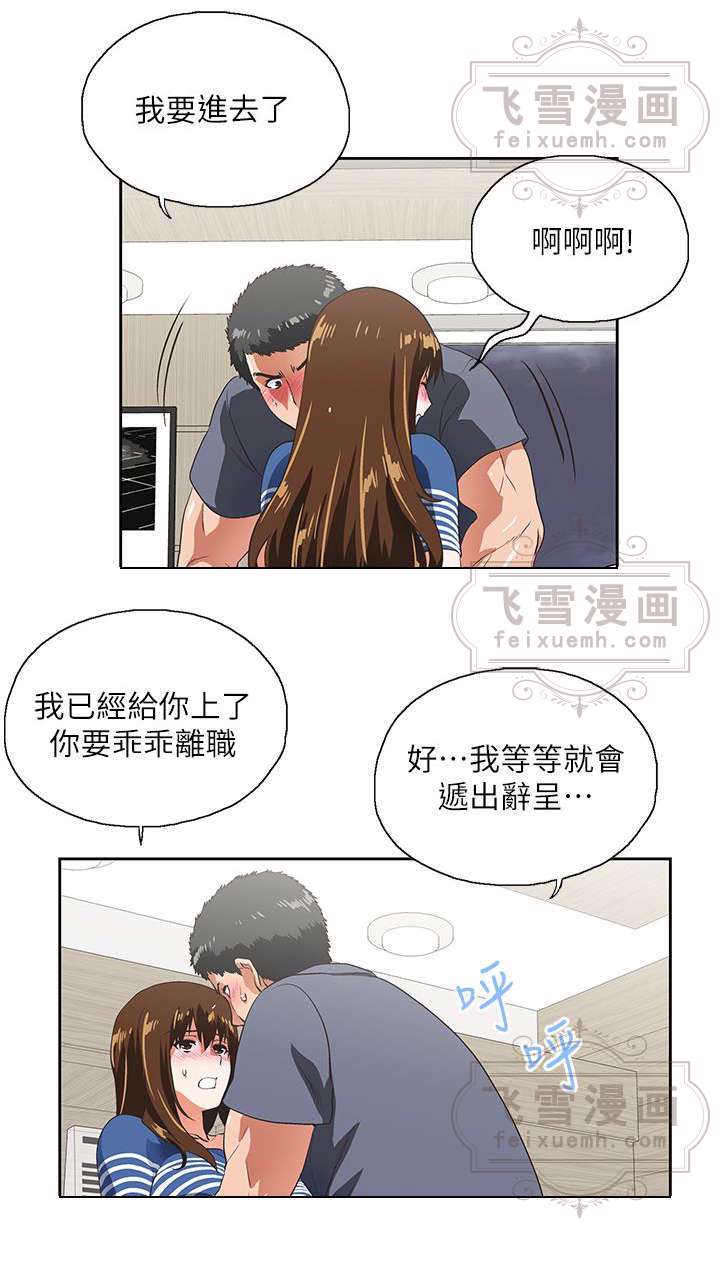 飞雪漫画
feixuemh.com
我要進去了
啊啊啊!
飞雪漫画
feixuemh.com
我已經給你上了
你要乖乖離職
好…我等等就會
遞出辭呈…
呼
呼
飞雪漫画
feixuemh.com